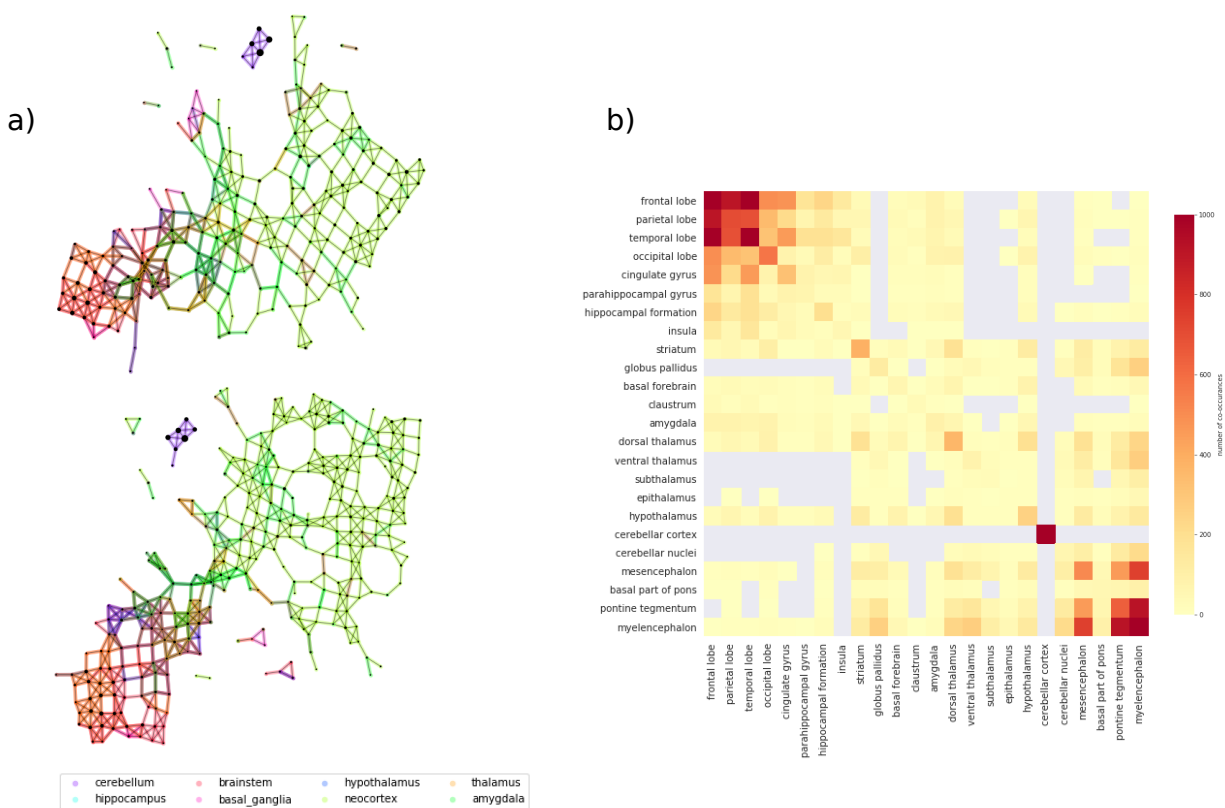 a)
b)
frontal lobe
parietal lobe
temporal lobe
occipital lobe
cingulate gyrus
parahippocampal gyrus
hippocampal formation
insula
striatum
globus pallidus
basal forebrain
claustrum
amygdala
dorsal thalamus
ventral thalamus
subthalamus
epithalamus
hypothalamus
cerebellar cortex
cerebellar nuclei
mesencephalon
basal part of pons
pontine tegmentum
myelencephalon
frontal lobe
parietal lobe
temporal lobe
occipital lobe
cingulate gyrus
parahippocampal gyrus
hippocampal formation
insula
striatum
globus pallidus
basal forebrain
claustrum
amygdala
dorsal thalamus
ventral thalamus
subthalamus
epithalamus
hypothalamus
cerebellar cortex
cerebellar nuclei
mesencephalon
basal part of pons
pontine tegmentum
myelencephalon
1000
800
600
400
200
0
number of co-occurances
cerebellum brainstem hypothalamus thalamus
hippocampus basal_ganglia neocortex amygdala